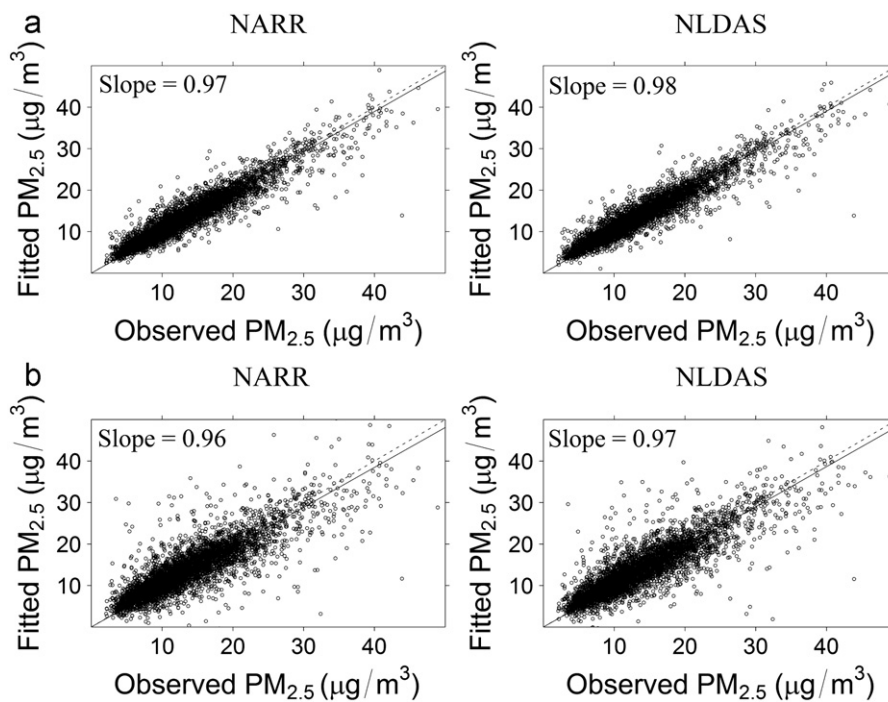 a
NARR
NLDAS
Slope = 0.97
Slope = 0.98
Fitted PM2.5 (μg/m³)
40
30
20
10
10 20 30 40
Observed PM2.5 (μg/m³)
Fitted PM2.5 (μg/m³)
40
30
20
10
10 20 30 40
Observed PM2.5 (μg/m³)
b
NARR
NLDAS
Slope = 0.96
Slope = 0.97
Fitted PM2.5 (μg/m³)
40
30
20
10
10 20 30 40
Observed PM2.5 (μg/m³)
Fitted PM2.5 (μg/m³)
40
30
20
10
10 20 30 40
Observed PM2.5 (μg/m³)